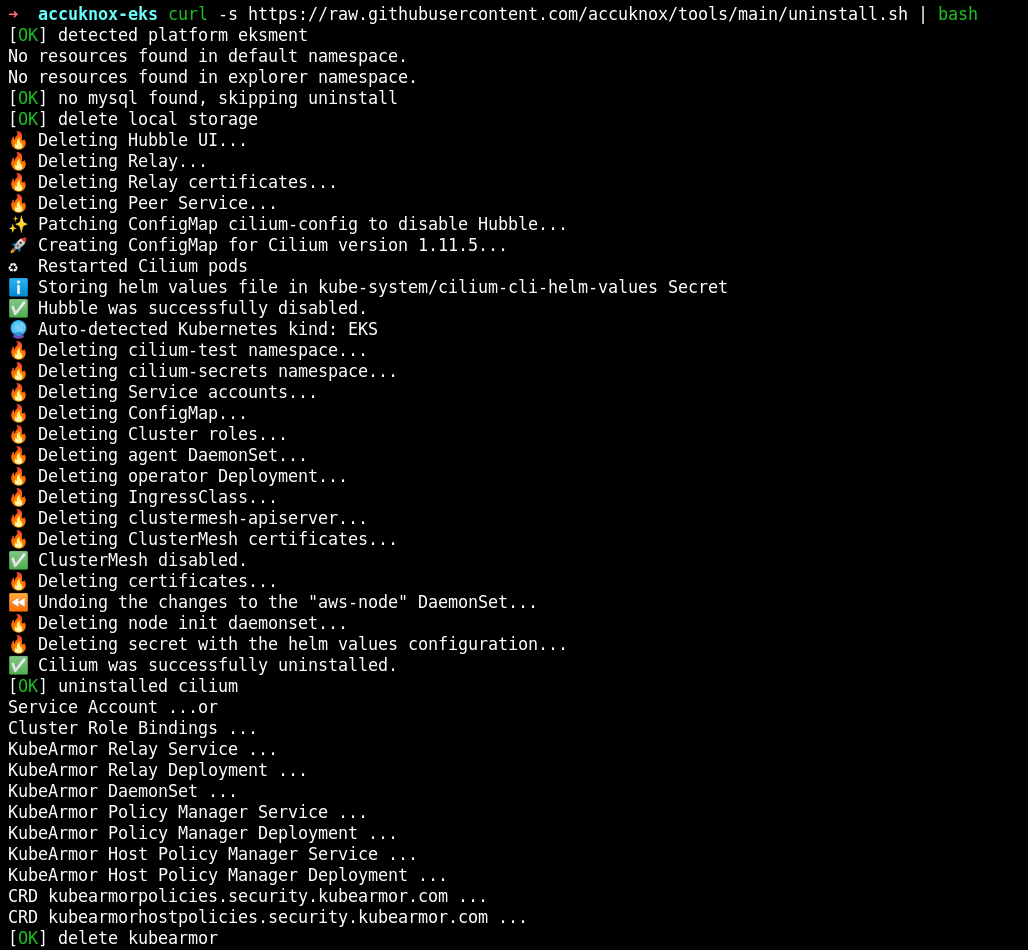 ➜  accuknox-eks curl -s https://raw.githubusercontent.com/accuknox/tools/main/uninstall.sh | bash
[OK] detected platform eksment
No resources found in default namespace.
No resources found in explorer namespace.
[OK] no mysql found, skipping uninstall
[OK] delete local storage
🔥 Deleting Hubble UI...
🔥 Deleting Relay...
🔥 Deleting Relay certificates...
🔥 Deleting Peer Service...
✨ Patching ConfigMap cilium-config to disable Hubble...
🚀 Creating ConfigMap for Cilium version 1.11.5...
♻ Restarted Cilium pods
ℹ️ Storing helm values file in kube-system/cilium-cli-helm-values Secret
✅ Hubble was successfully disabled.
🔮 Auto-detected Kubernetes kind: EKS
🔥 Deleting cilium-test namespace...
🔥 Deleting cilium-secrets namespace...
🔥 Deleting Service accounts...
🔥 Deleting ConfigMap...
🔥 Deleting Cluster roles...
🔥 Deleting agent DaemonSet...
🔥 Deleting operator Deployment...
🔥 Deleting IngressClass...
🔥 Deleting clustermesh-apiserver...
🔥 Deleting ClusterMesh certificates...
✅ ClusterMesh disabled.
🔥 Deleting certificates...
⏪ Undoing the changes to the "aws-node" DaemonSet...
🔥 Deleting node init daemonset...
🔥 Deleting secret with the helm values configuration...
✅ Cilium was successfully uninstalled.
[OK] uninstalled cilium
Service Account ...or
Cluster Role Bindings ...
KubeArmor Relay Service ...
KubeArmor Relay Deployment ...
KubeArmor DaemonSet ...
KubeArmor Policy Manager Service ...
KubeArmor Policy Manager Deployment ...
KubeArmor Host Policy Manager Service ...
KubeArmor Host Policy Manager Deployment ...
CRD kubearmorpolicies.security.kubearmor.com ...
CRD kubearmorhostpolicies.security.kubearmor.com ...
[OK] delete kubearmor